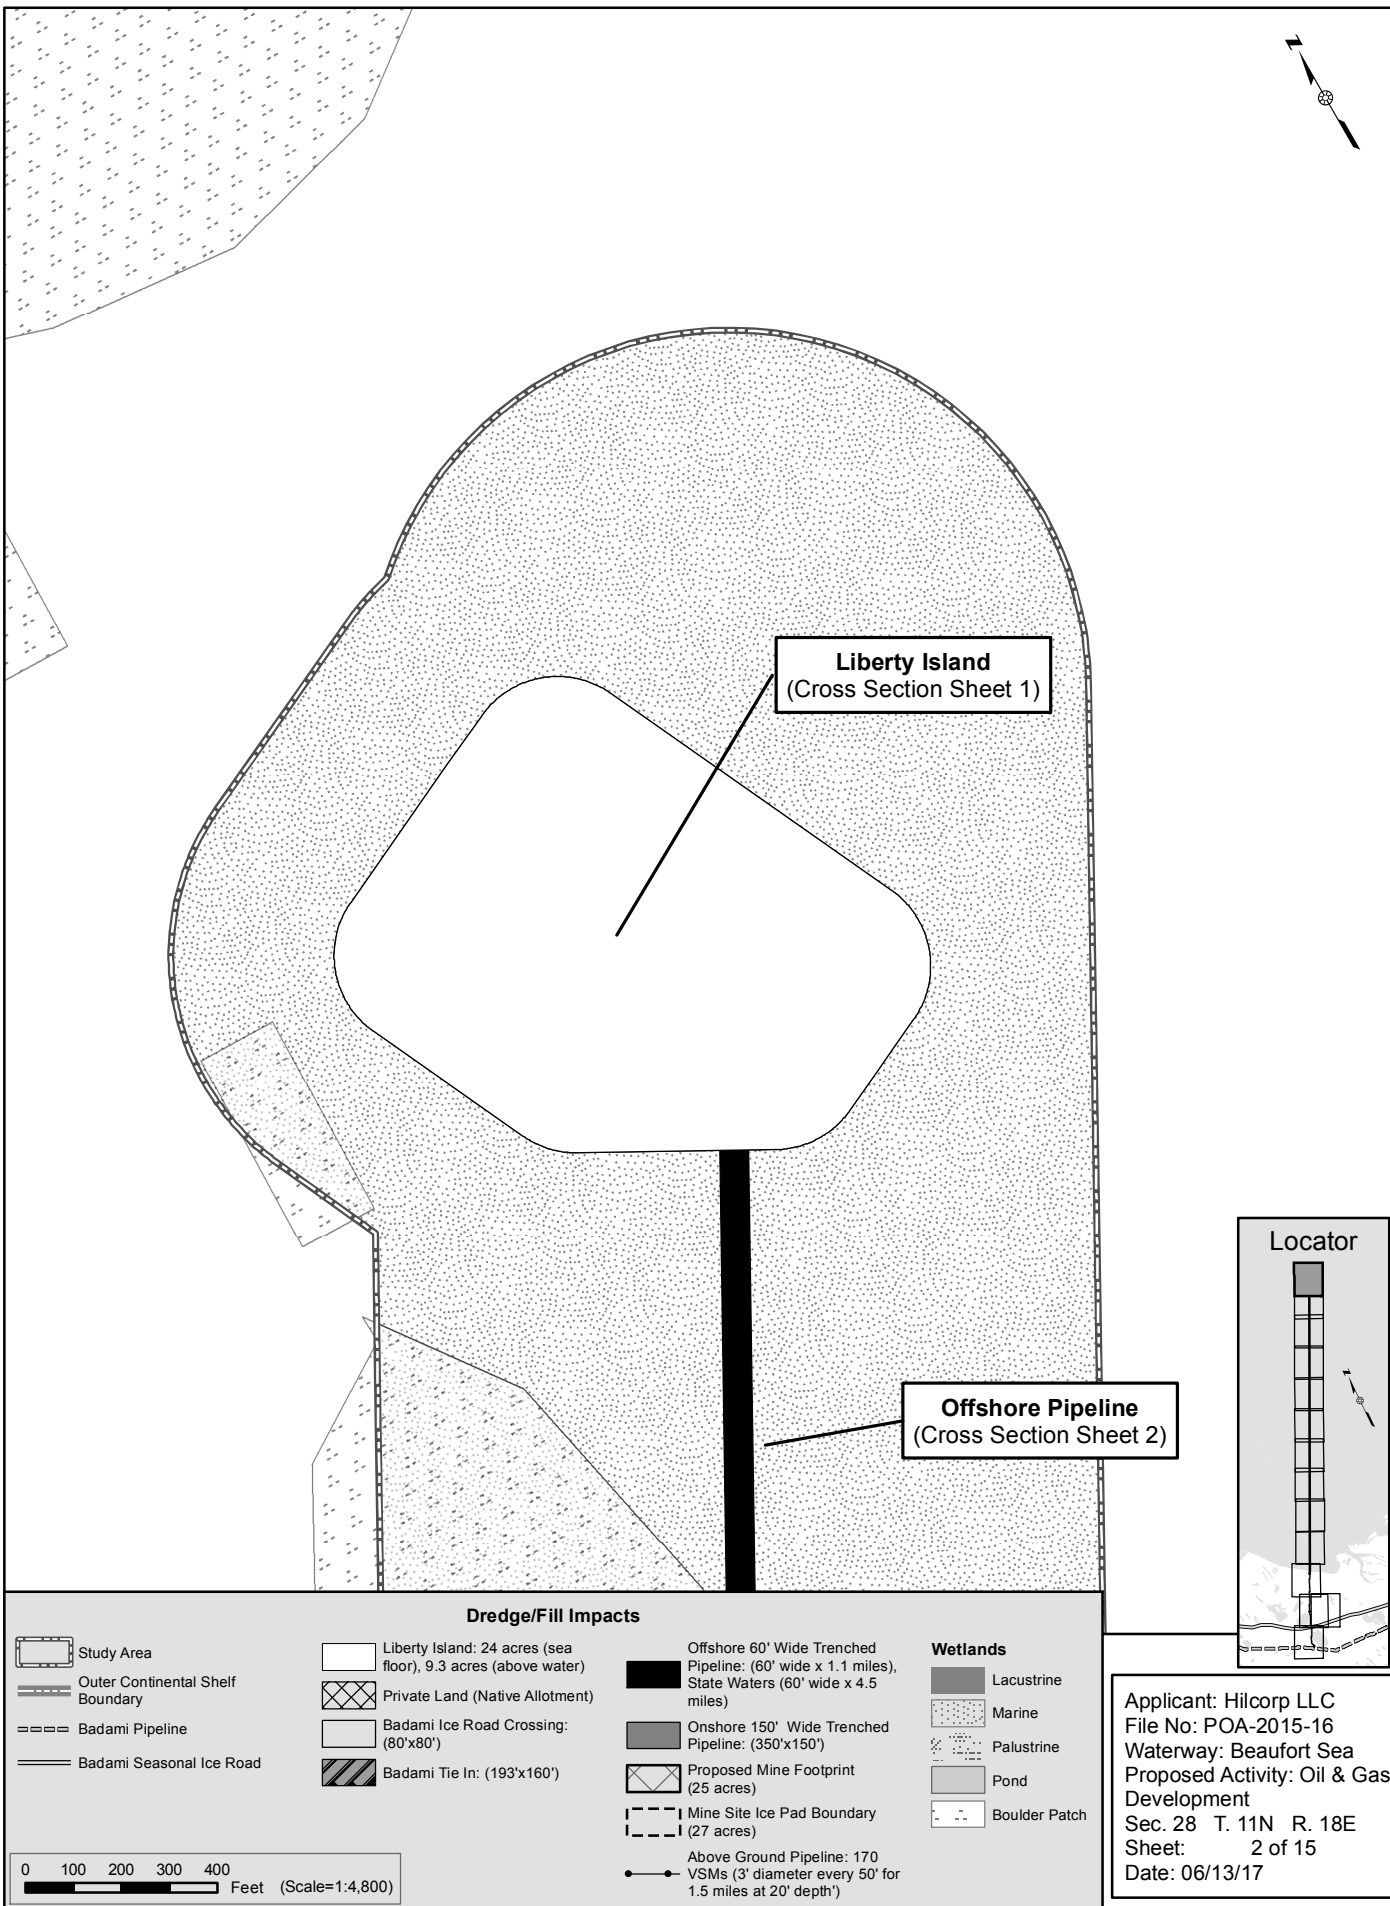 N
Liberty Island
(Cross Section Sheet 1)
Offshore Pipeline
(Cross Section Sheet 2)
Locator
N
Dredge/Fill Impacts
Study Area
Outer Continental Shelf
Boundary
Badami Pipeline
Badami Seasonal Ice Road
Liberty Island: 24 acres (sea
floor), 9.3 acres (above water)
Private Land (Native Allotment)
Badami Ice Road Crossing:
(80'x80')
Badami Tie In: (193'x160')
Offshore 60' Wide Trenched
Pipeline: (60' wide x 1.1 miles),
State Waters (60' wide x 4.5
miles)
Onshore 150' Wide Trenched
Pipeline: (350'x150')
Proposed Mine Footprint
(25 acres)
Mine Site Ice Pad Boundary
(27 acres)
Above Ground Pipeline: 170
VSMs (3' diameter every 50' for
1.5 miles at 20' depth')
Wetlands
Lacustrine
Marine
Palustrine
Pond
Boulder Patch
0 100 200 300 400
Feet (Scale=1:4,800)
Applicant: Hilcorp LLC
File No: POA-2015-16
Waterway: Beaufort Sea
Proposed Activity: Oil & Gas
Development
Sec. 28 T. 11N R. 18E
Sheet: 2 of 15
Date: 06/13/17